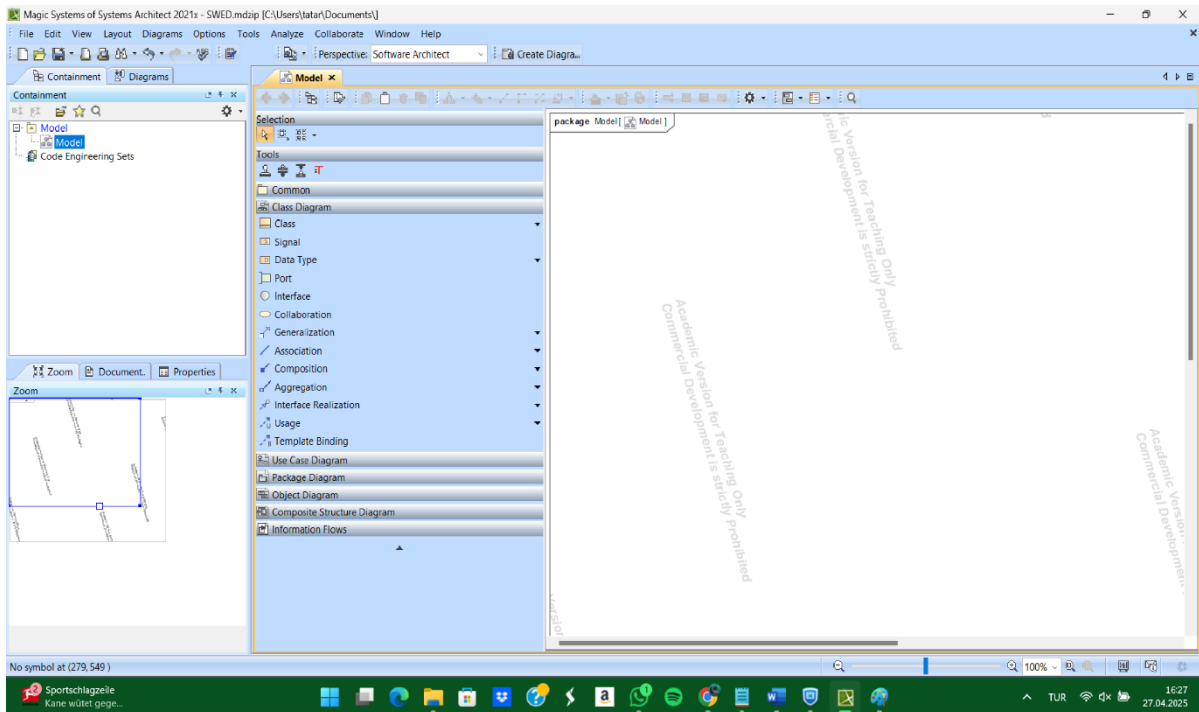 Magic Systems of Systems Architect 2021x - SWED.mdzip [C:\Users\tatar\Documents\]
File Edit View Layout Diagrams Options Tools Analyze Collaborate Window Help
Perspective: Software Architect Create Diagra...
Containment Diagrams
Model
Containment
Model
Model
Code Engineering Sets
Selection
Tools
Common
Class Diagram
Class
Signal
Data Type
Port
Interface
Collaboration
Generalization
Association
Composition
Aggregation
Interface Realization
Usage
Template Binding
Use Case Diagram
Package Diagram
Object Diagram
Composite Structure Diagram
Information Flows
package Model[ Model ]
Academic Version for Teaching Only
Commercial Development is strictly Prohibited
Zoom Document. Properties
Zoom
No symbol at (279, 549 )
100%
Sportschlagzeile
Kane wütet gege...
TUR
16:27
27.04.2025